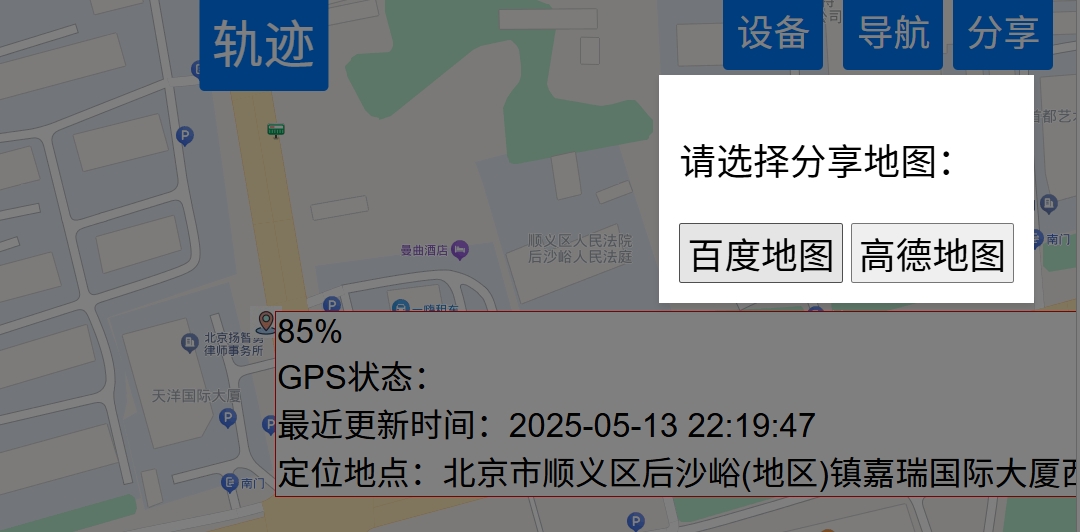 轨迹
设备
导航
分享
请选择分享地图：
百度地图
高德地图
曼曲酒店
顺义区人民法院
后沙峪人民法庭
南门
一嗨租车
律师事务所
天洋国际大厦
85%
GPS状态：
最近更新时间：2025-05-13 22:19:47
定位地点：北京市顺义区后沙峪(地区)镇嘉瑞国际大厦西
南门